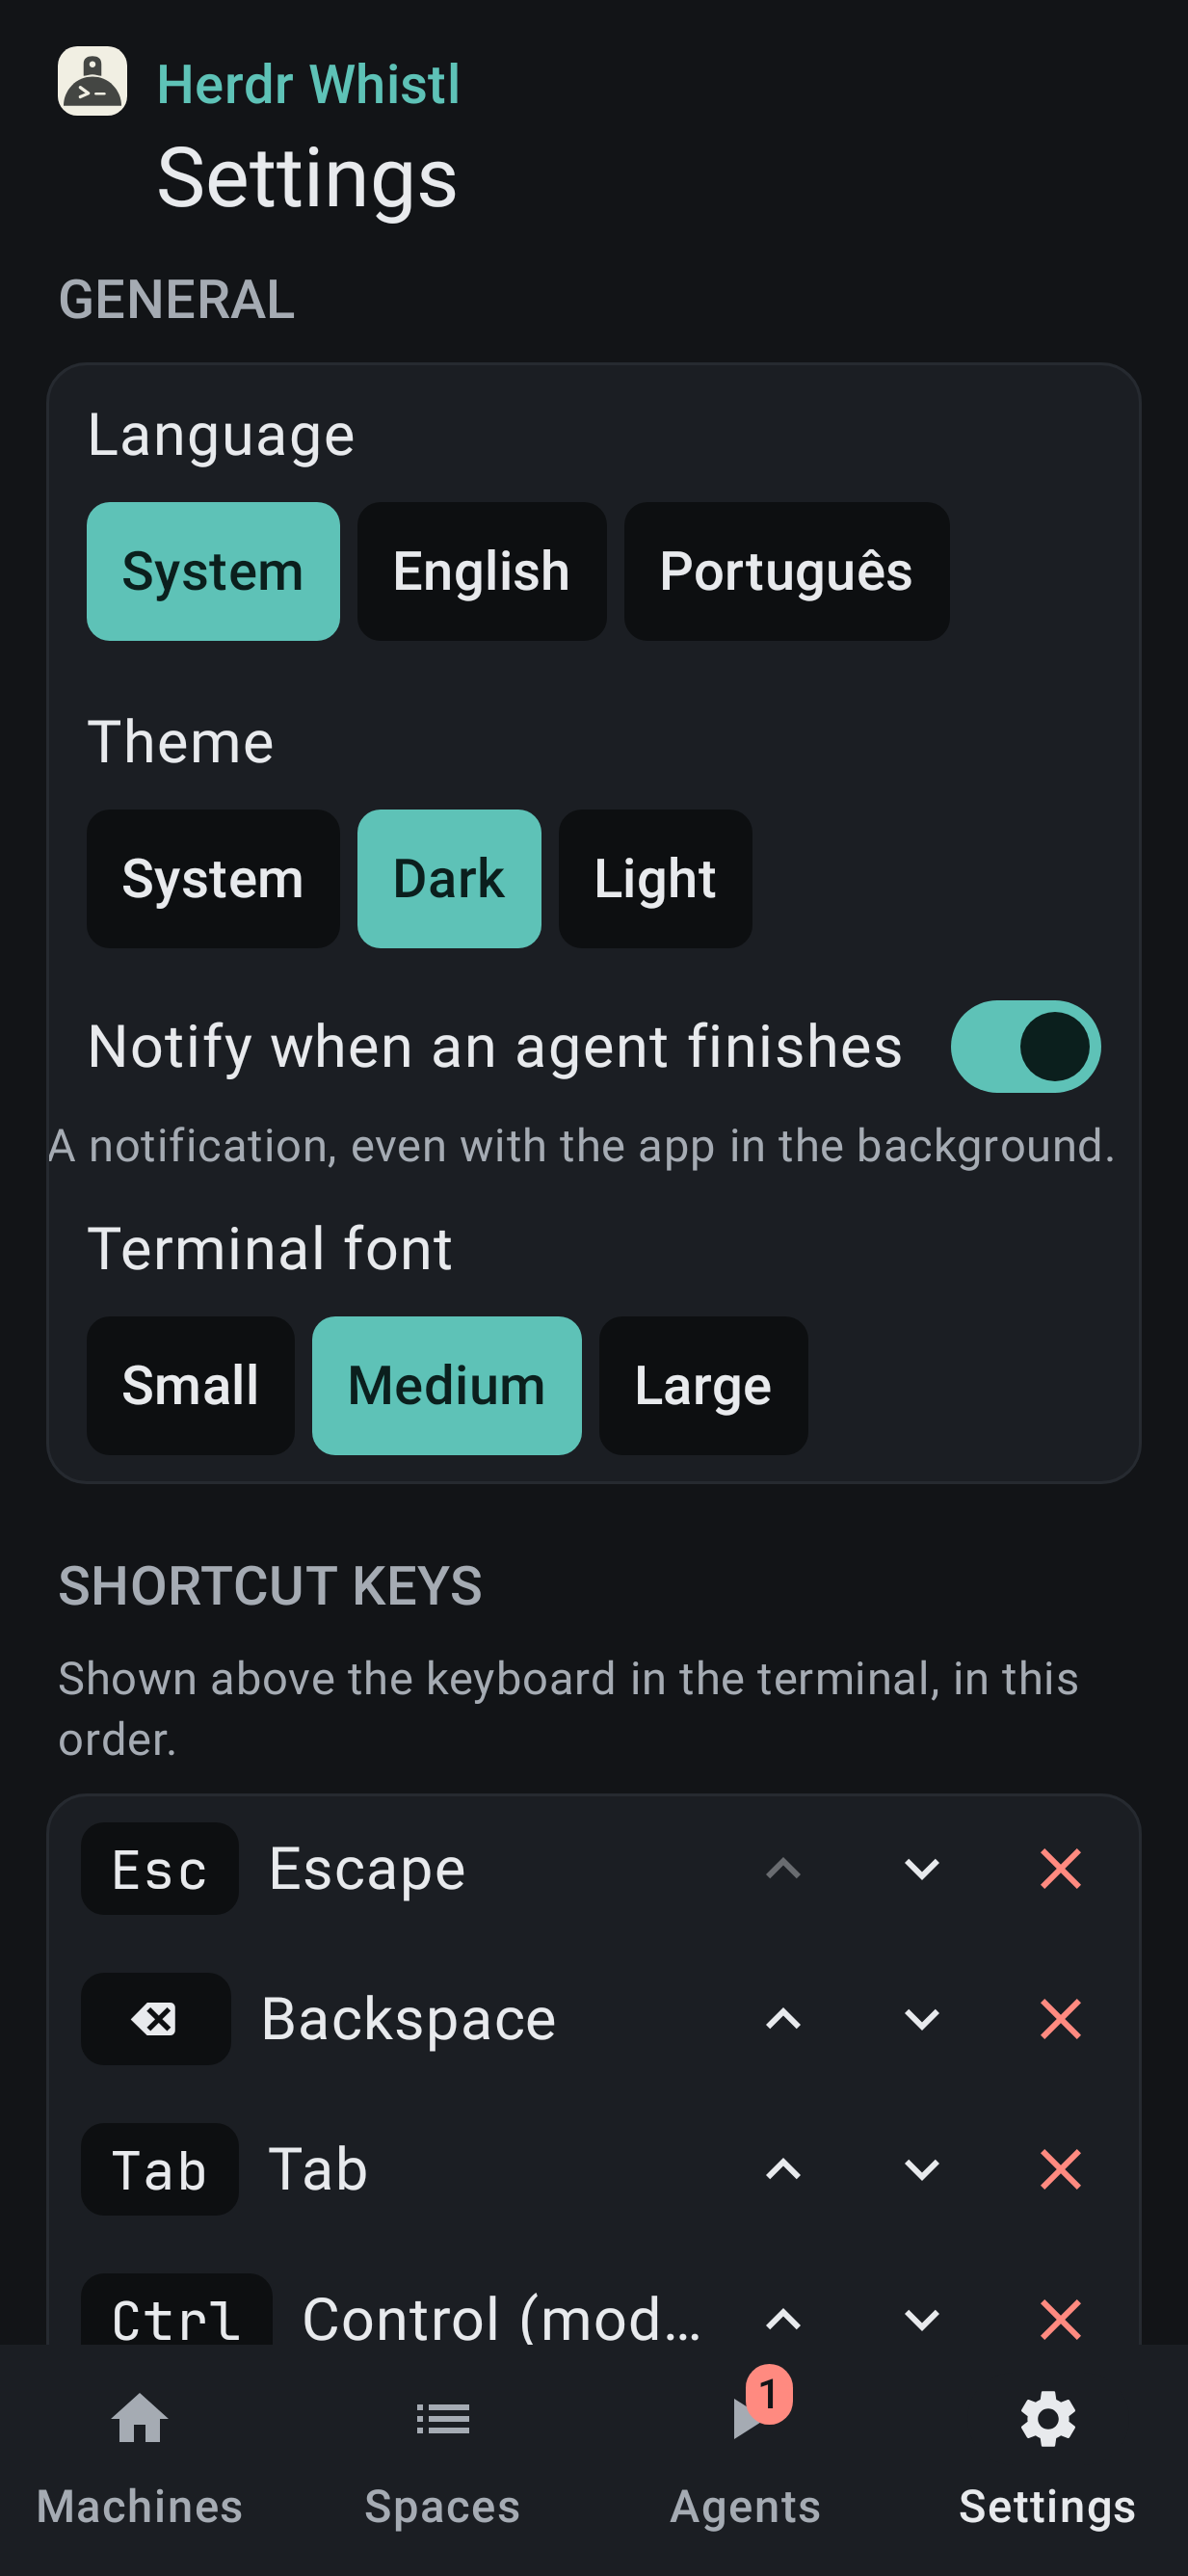 Herdr Whistl
Settings
GENERAL
Language
System English Português
Theme
System Dark Light
Notify when an agent finishes
A notification, even with the app in the background.
Terminal font
Small Medium Large
SHORTCUT KEYS
Shown above the keyboard in the terminal, in this
order.
Esc Escape
Backspace
Tab Tab
Ctrl Control (mod...
1
Machines Spaces Agents Settings